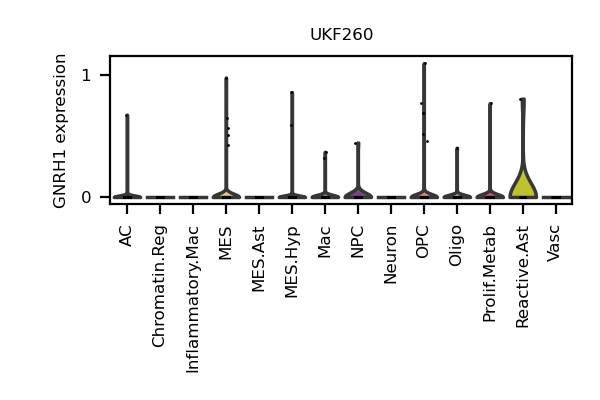 UKF260
GNRH1 expression
1
0
AC
Chromatin.Reg
Inflammatory.Mac
MES
MES.Ast
MES.Hyp
Mac
NPC
Neuron
OPC
Oligo
Prolif.Metab
Reactive.Ast
Vasc